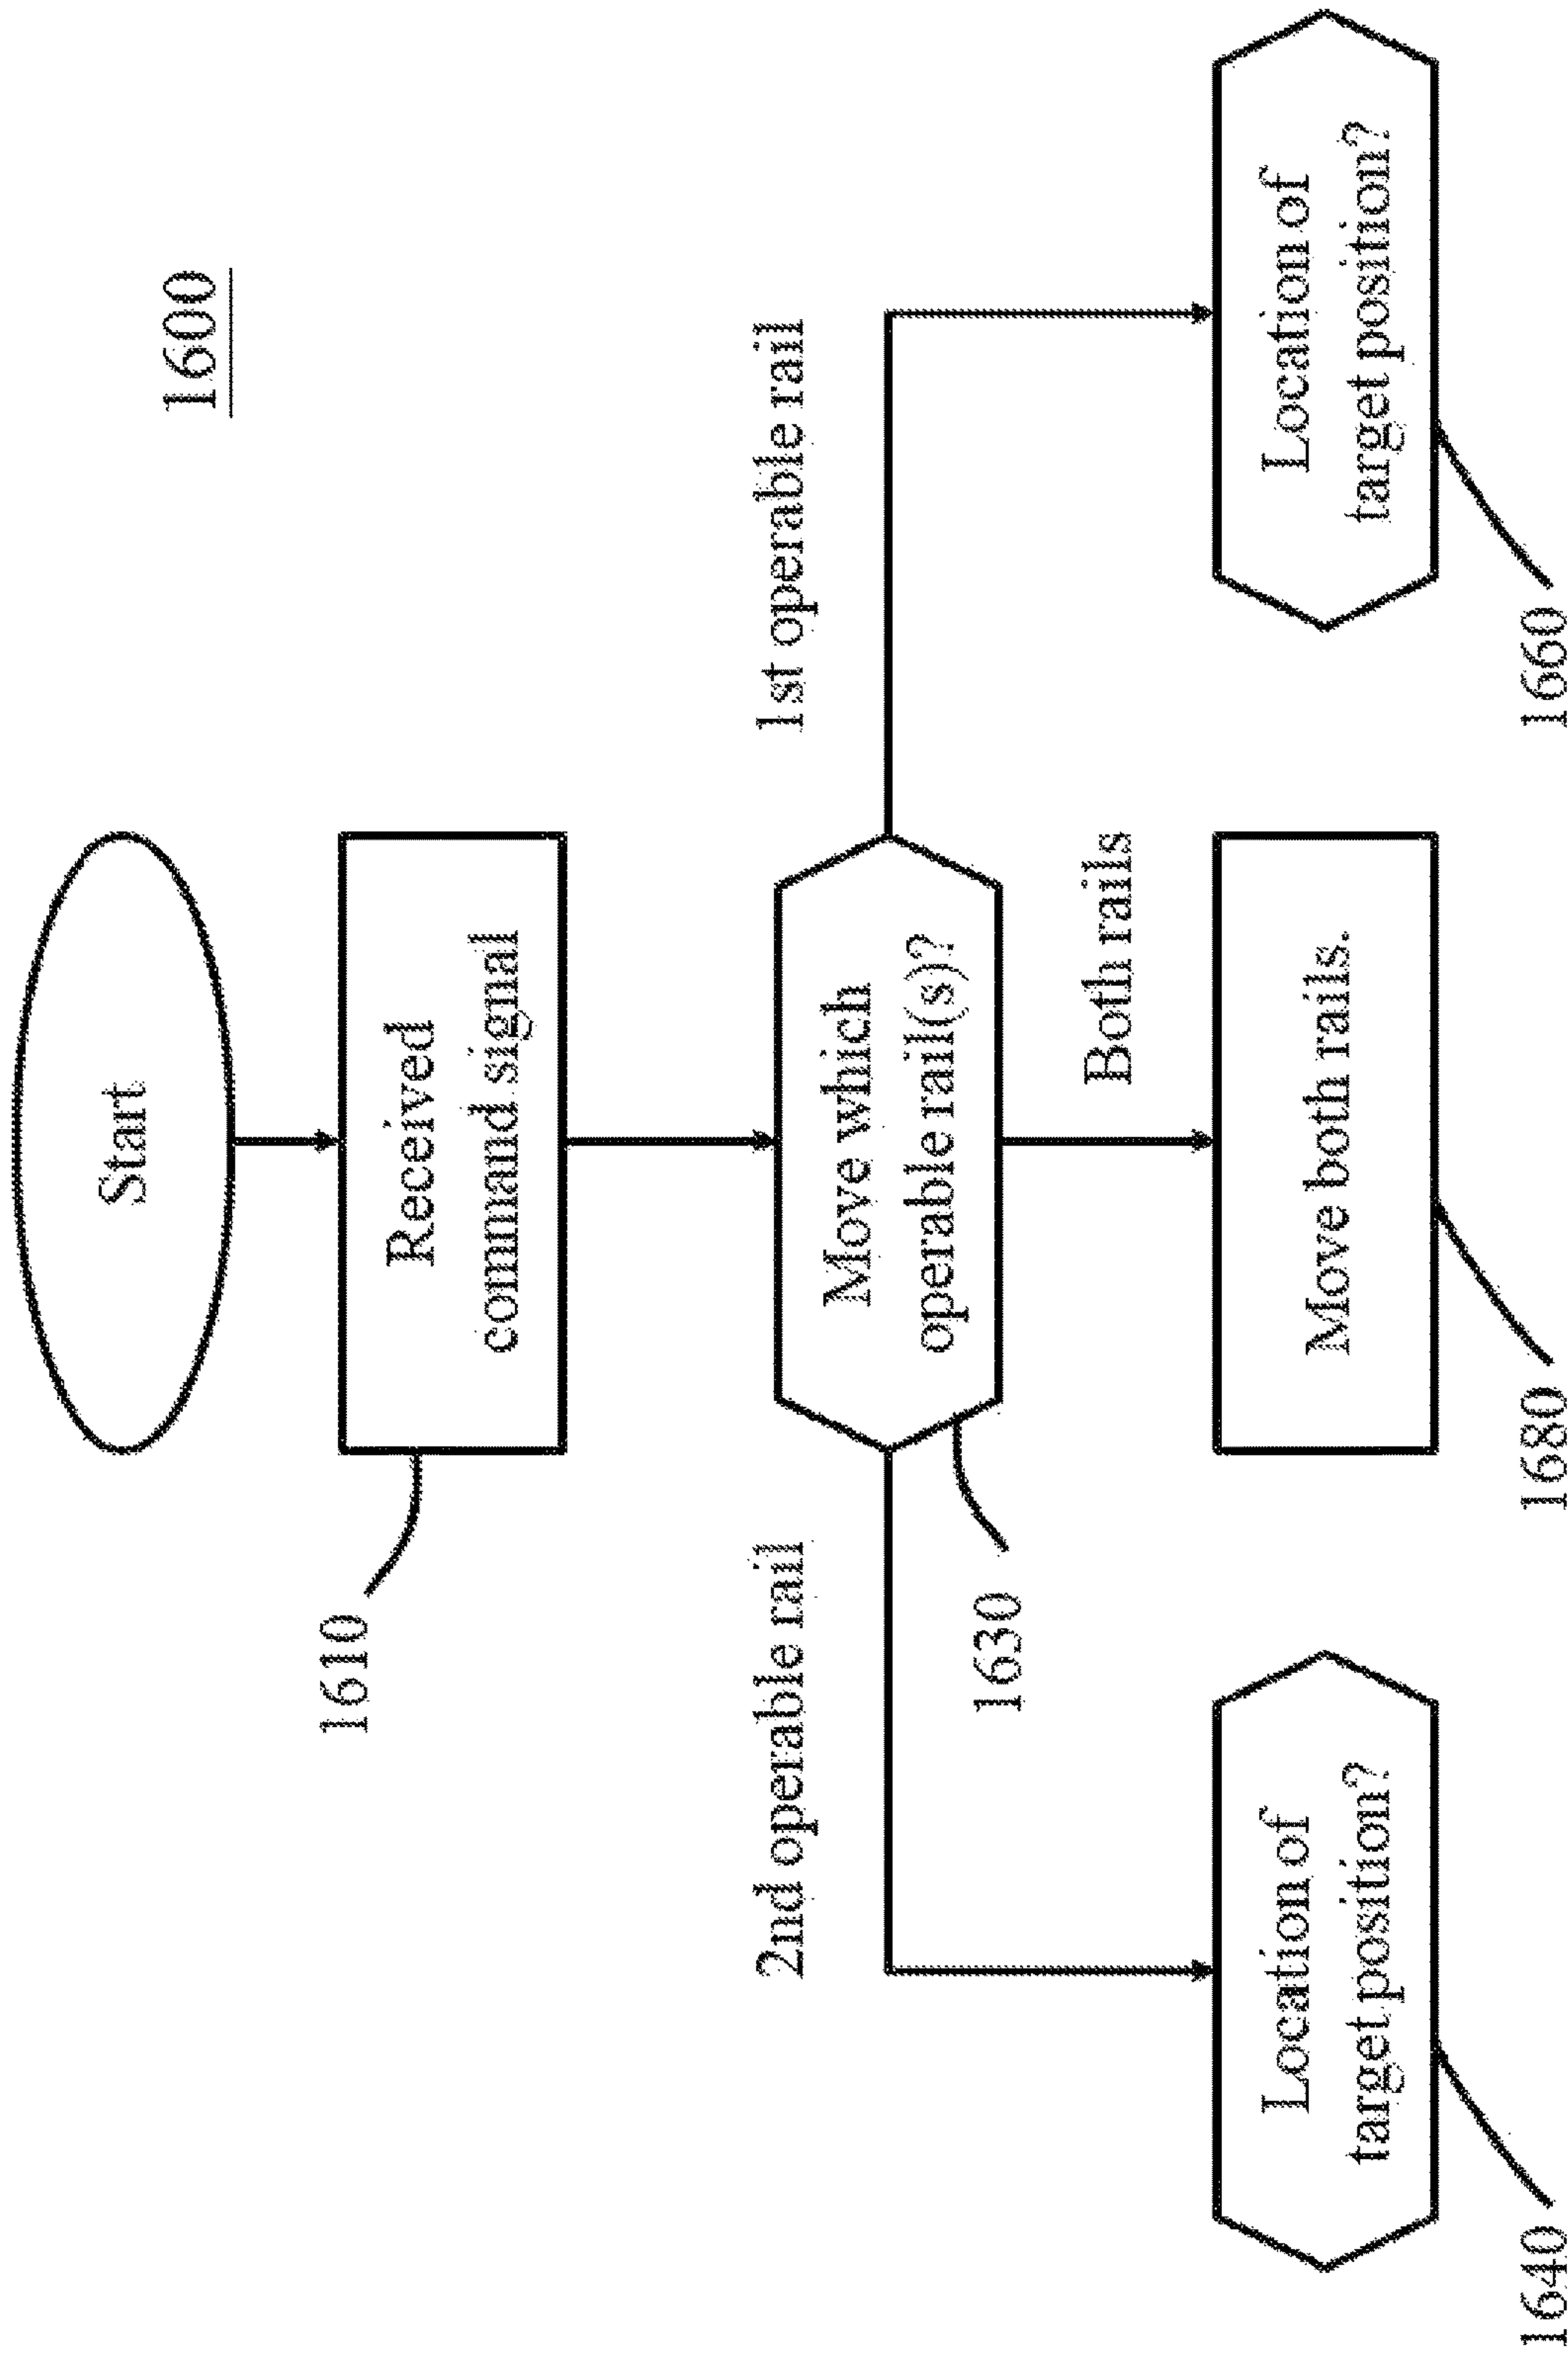 1600
Start
Received
command signal
1610
Move which
operable rail(s)?
1630
2nd operable rail
1st operable rail
Both rails
Location of
target position?
1640
Move both rails.
1680
Location of
target position?
1660